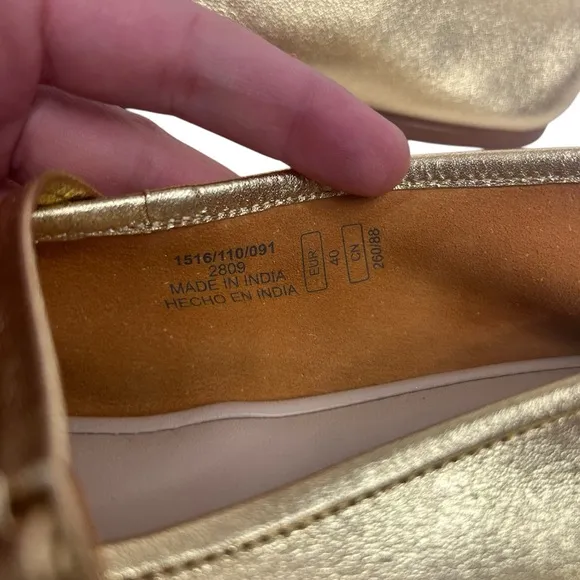 1516/110/091
2809
MADE IN INDIA
HECHO EN INDIA
EUR
40
CN
260/88